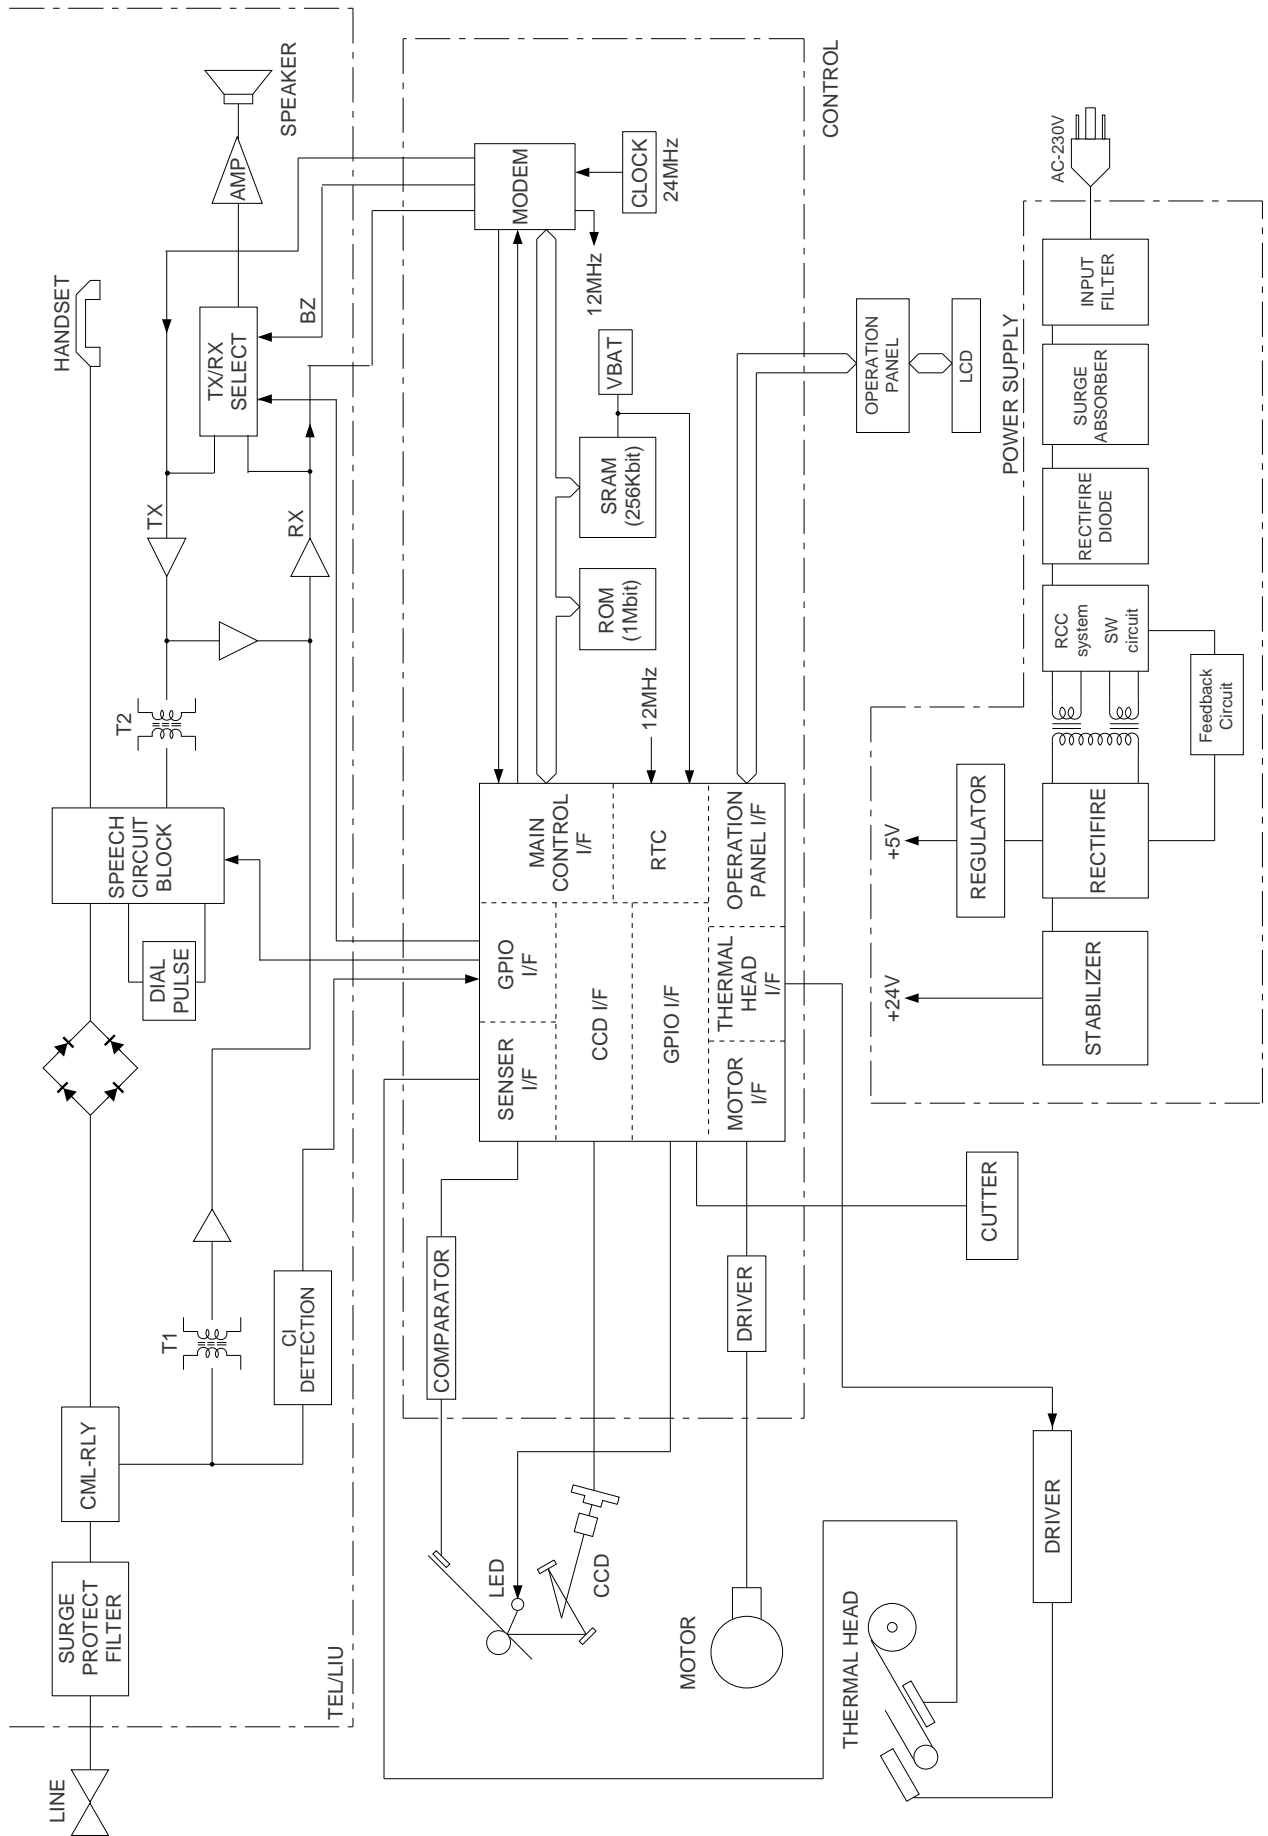 LINE
SURGE
PROTECT
FILTER
CML-RLY
T1
CI
DETECTION
DIAL
PULSE
SPEECH
CIRCUIT
BLOCK
T2
TX
RX
HANDSET
TX/RX
SELECT
BZ
AMP
SPEAKER
TEL/LIU
LED
CCD
COMPARATOR
SENSER
I/F
GPIO
I/F
MAIN
CONTROL
I/F
CCD I/F
GPIO I/F
RTC
MOTOR
I/F
THERMAL
HEAD
I/F
OPERATION
PANEL I/F
12MHz
ROM
(1Mbit)
SRAM
(256Kbit)
VBAT
12MHz
MODEM
CLOCK
24MHz
MOTOR
DRIVER
CONTROL
THERMAL HEAD
DRIVER
CUTTER
OPERATION
PANEL
LCD
POWER SUPPLY
+24V
STABILIZER
+5V
REGULATOR
RECTIFIRE
RCC
system
SW
circuit
Feedback
Circuit
RECTIFIRE
DIODE
SURGE
ABSORBER
INPUT
FILTER
AC-230V